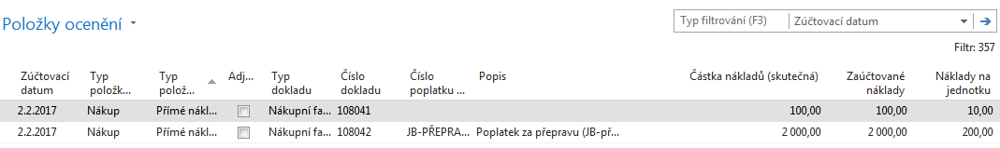 Položky ocenění
Typ filtrování (F3) Zúčtovací datum
Filtr: 357
Zúčtovací datum Typ položk... Typ polož... Adj... Typ dokladu Číslo dokladu Číslo poplatku ... Popis Částka nákladů (skutečná) Zaúčtované náklady Náklady na jednotku
2.2.2017 Nákup Přímé nákl... Nákupní fa... 108041 100,00 100,00 10,00
2.2.2017 Nákup Přímé nákl... Nákupní fa... 108042 JB-PŘEPRA... Poplatek za přepravu (JB-př... 2 000,00 2 000,00 200,00